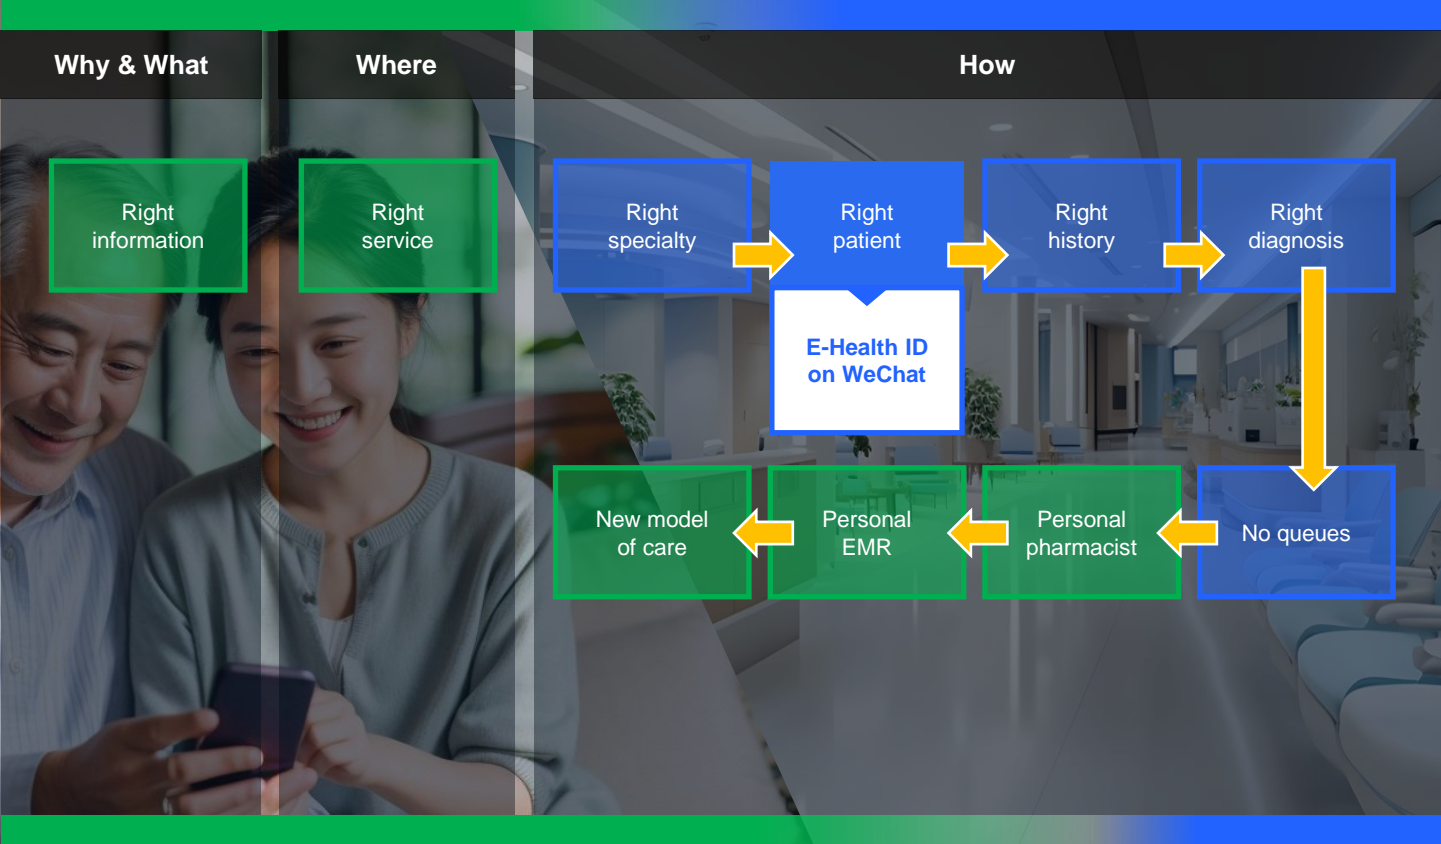 Why & What
Where
How
Right
information
Right
service
Right
specialty
Right
patient
Right
history
Right
diagnosis
E-Health ID
on WeChat
New model
of care
Personal
EMR
Personal
pharmacist
No queues